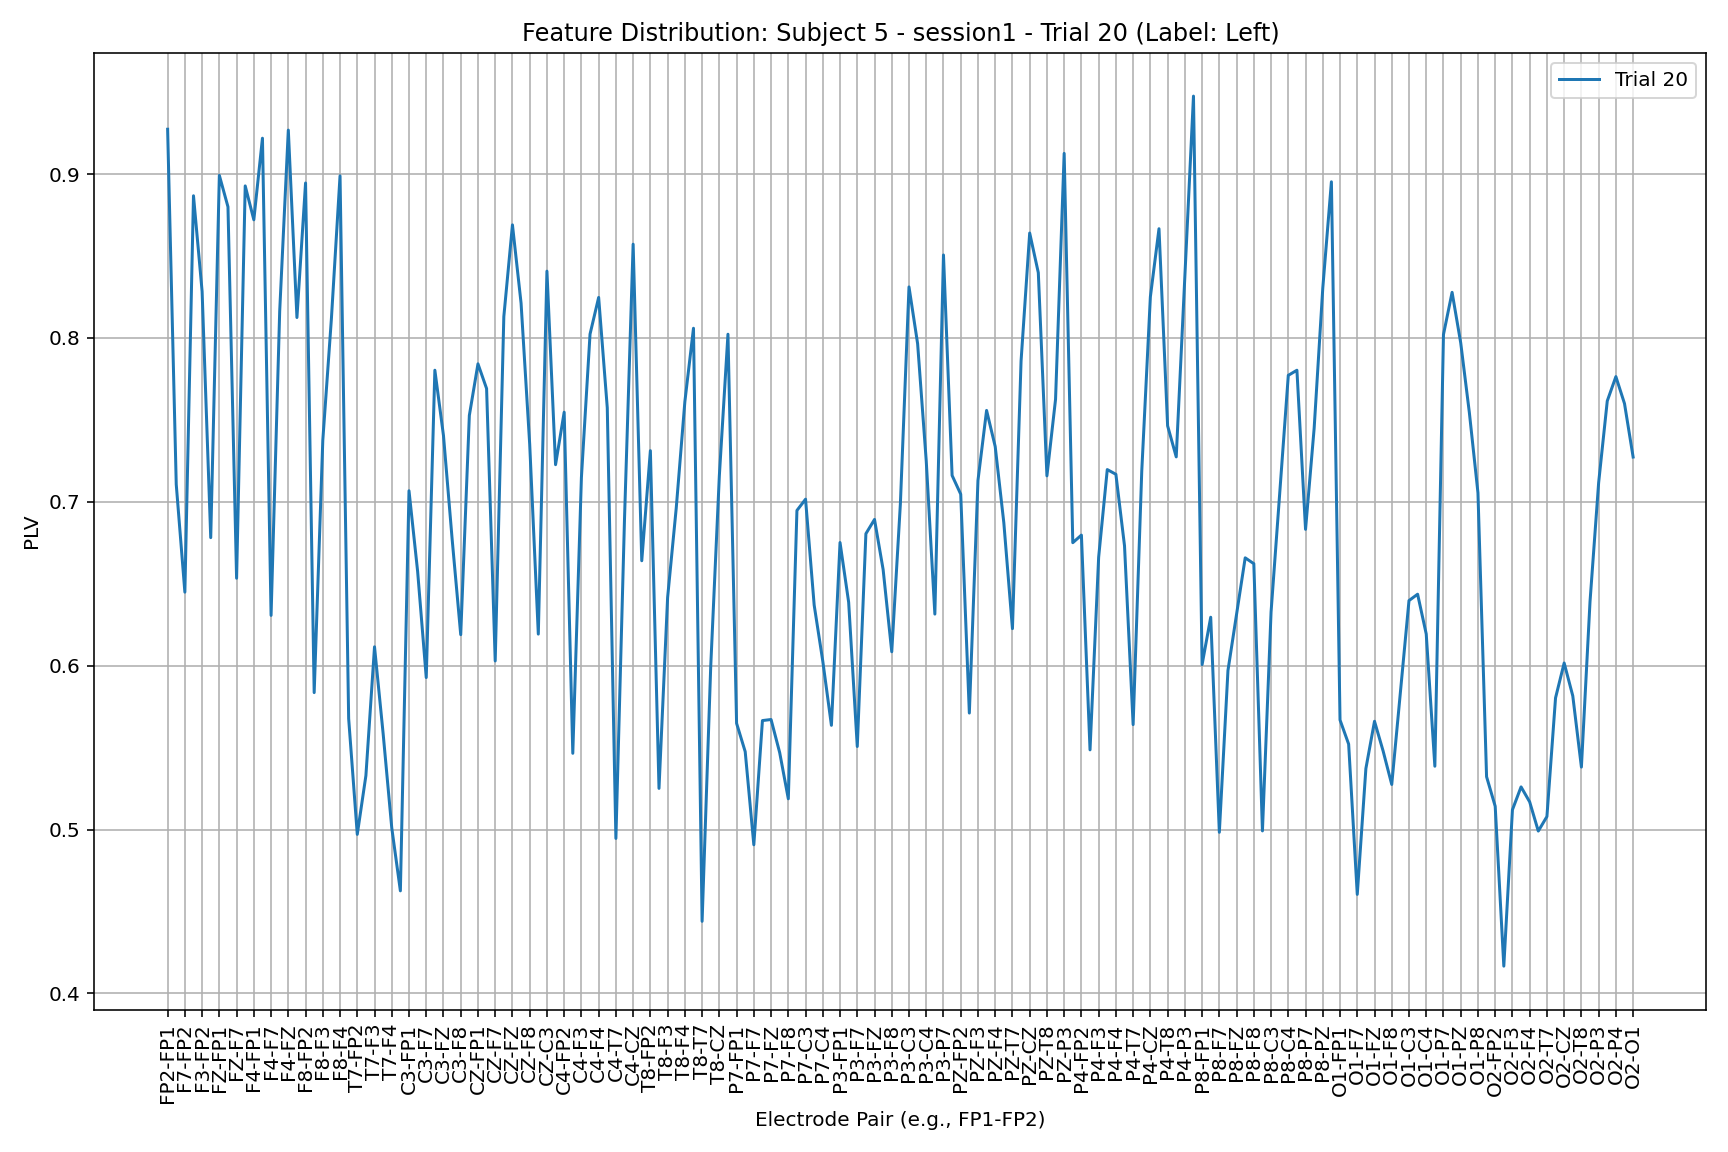 Feature Distribution: Subject 5 - session1 - Trial 20 (Label: Left)
Trial 20
PLV
0.9
0.8
0.7
0.6
0.5
0.4
FP2-FP1
F7-FP2
F3-FP2
FZ-FP1
FZ-F7
F4-FP1
F4-F7
F4-FZ
F8-FP2
F8-F3
F8-F4
T7-FP2
T7-F3
T7-F4
C3-FP1
C3-F7
C3-FZ
C3-F8
CZ-FP1
CZ-F7
CZ-FZ
CZ-F8
CZ-C3
C4-FP2
C4-F3
C4-F4
C4-T7
C4-CZ
T8-FP2
T8-F3
T8-F4
T8-T7
T8-CZ
P7-FP1
P7-F7
P7-FZ
P7-F8
P7-C3
P7-C4
P3-FP1
P3-F7
P3-FZ
P3-F8
P3-C3
P3-C4
P3-P7
PZ-FP2
PZ-F3
PZ-F4
PZ-T7
PZ-CZ
PZ-T8
PZ-P3
P4-FP2
P4-F3
P4-F4
P4-T7
P4-CZ
P4-T8
P4-P3
P8-FP1
P8-F7
P8-FZ
P8-F8
P8-C3
P8-C4
P8-P7
P8-PZ
O1-FP1
O1-F7
O1-FZ
O1-F8
O1-C3
O1-C4
O1-P7
O1-PZ
O1-P8
O2-FP2
O2-F3
O2-F4
O2-T7
O2-CZ
O2-T8
O2-P3
O2-P4
O2-O1
Electrode Pair (e.g., FP1-FP2)